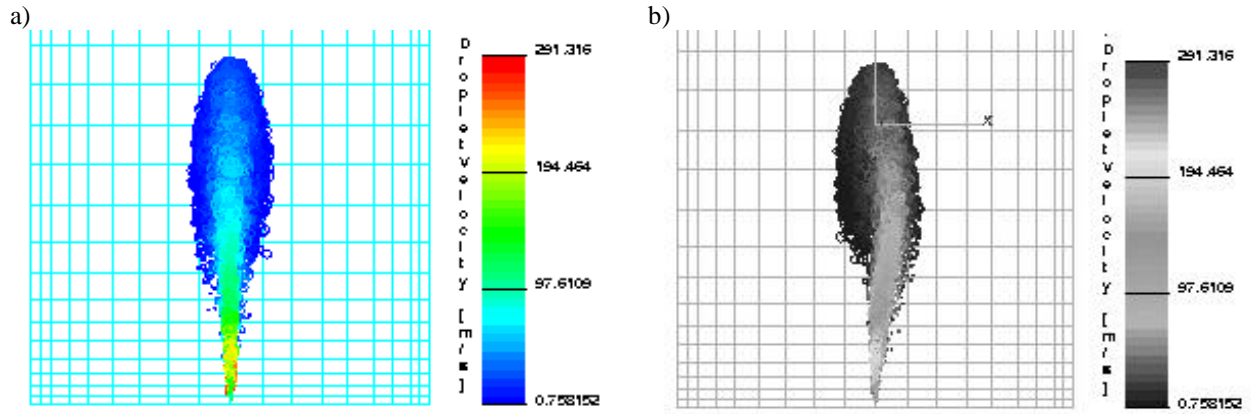 a)
Droplet velocity [m/s]
291.316
194.464
97.6109
0.758152
b)
Droplet velocity [m/s]
291.316
194.464
97.6109
0.758152
x